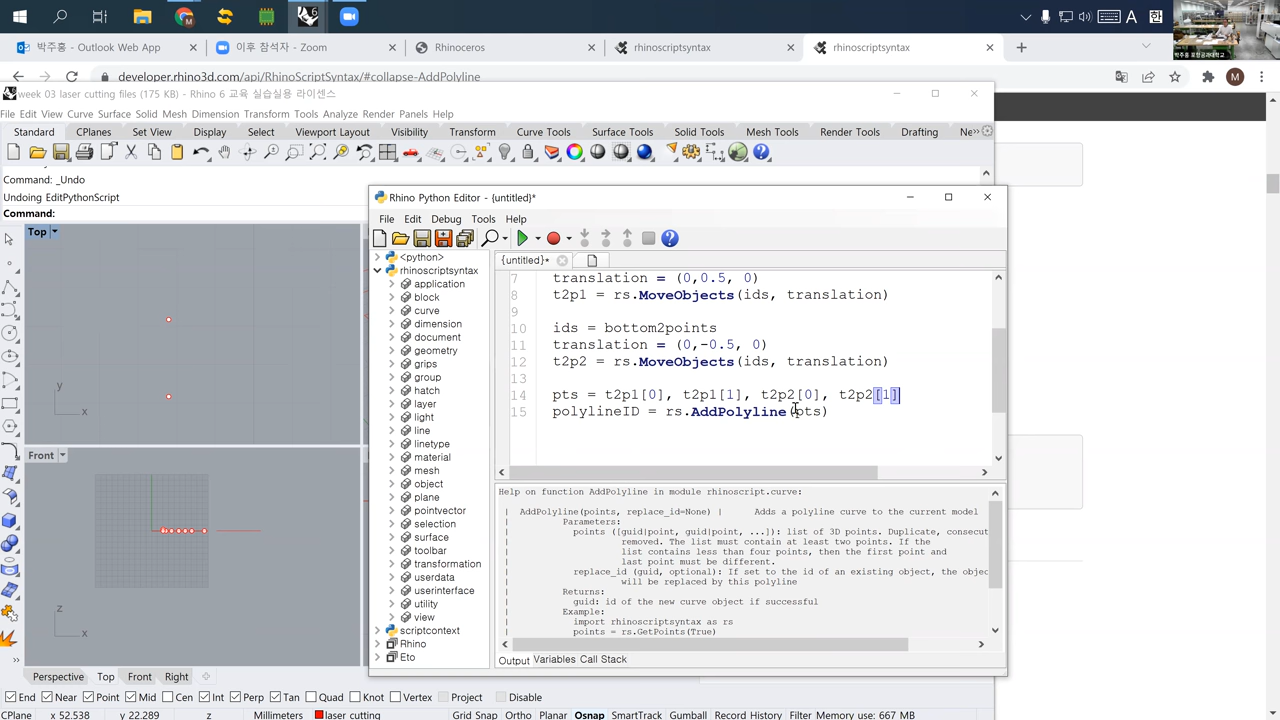 6
A
한
박주홍 포항공과대학교
박주홍 - Outlook Web App
이후 참석자 - Zoom
Rhinoceros
rhinoscriptsyntax
rhinoscriptsyntax
developer.rhino3d.com/api/RhinoScriptSyntax/#collapse-AddPolyline
M
week 03 laser cutting files (175 KB) - Rhino 6 교육 실습실용 라이센스
File Edit View Curve Surface Solid Mesh Dimension Transform Tools Analyze Render Panels Help
Standard CPlanes Set View Display Select Viewport Layout Visibility Transform Curve Tools Surface Tools Solid Tools Mesh Tools Render Tools Drafting Ne»
Command: _Undo
Undoing EditPythonScript
Command:
Top
y
x
Front
z
x
Rhino Python Editor - {untitled}*
File Edit Debug Tools Help
<python>
rhinoscriptsyntax
application
block
curve
dimension
document
geometry
grips
group
hatch
layer
light
line
linetype
material
mesh
object
plane
pointvector
selection
surface
toolbar
transformation
userdata
userinterface
utility
view
scriptcontext
Rhino
Eto
{untitled}*
7 translation = (0,0.5, 0)
8 t2p1 = rs.MoveObjects(ids, translation)
9
10 ids = bottom2points
11 translation = (0,-0.5, 0)
12 t2p2 = rs.MoveObjects(ids, translation)
13
14 pts = t2p1[0], t2p1[1], t2p2[0], t2p2[1]
15 polylineID = rs.AddPolyline(pts)
Help on function AddPolyline in module rhinoscript.curve:
| AddPolyline(points, replace_id=None) | Adds a polyline curve to the current model
| Parameters:
| points ([guid|point, guid|point, ...]): list of 3D points. Duplicate, consecut
| removed. The list must contain at least two points. If the
| list contains less than four points, then the first point and
| last point must be different.
| replace_id (guid, optional): If set to the id of an existing object, the objec
| will be replaced by this polyline
| Returns:
| guid: id of the new curve object if successful
| Example:
| import rhinoscriptsyntax as rs
| points = rs.GetPoints(True)
Output Variables Call Stack
Perspective Top Front Right
End Near Point Mid Cen Int Perp Tan Quad Knot Vertex Project Disable
CPlane x 52.538 y 22.289 z Millimeters laser cutting Grid Snap Ortho Planar Osnap SmartTrack Gumball Record History Filter Memory use: 667 MB